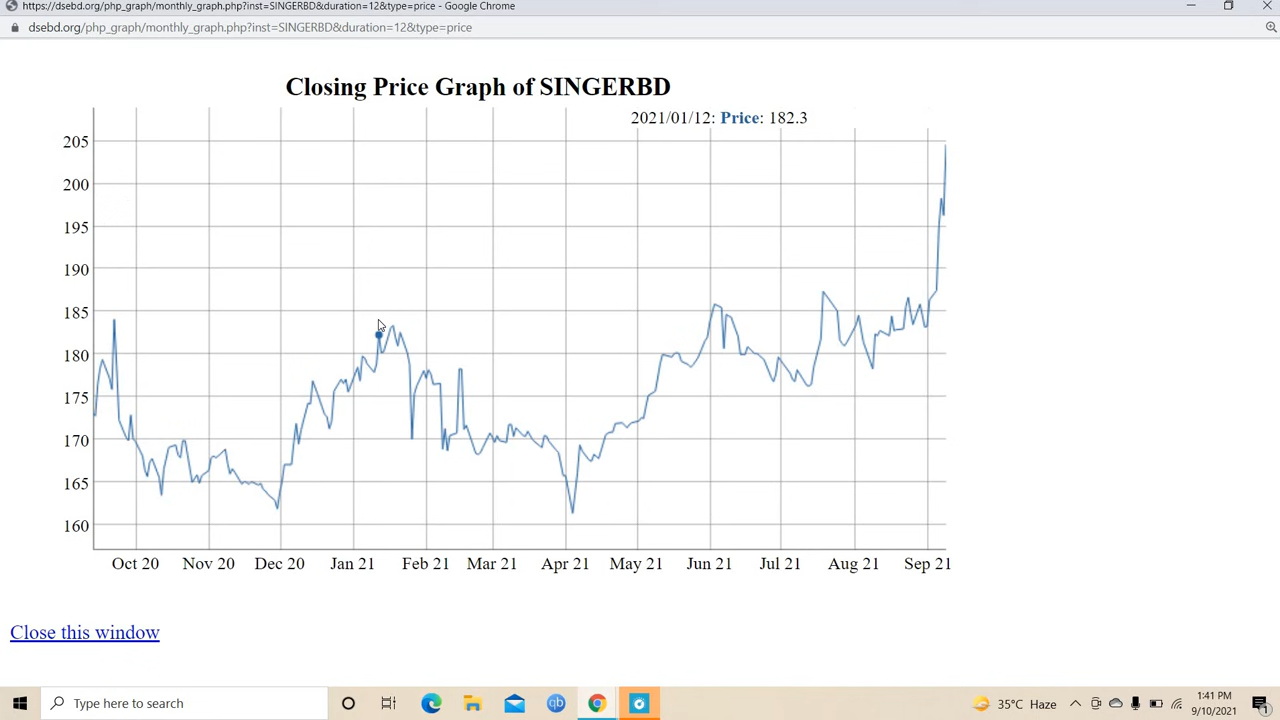 https://dsebd.org/php_graph/monthly_graph.php?inst=SINGERBD&duration=12&type=price - Google Chrome
dsebd.org/php_graph/monthly_graph.php?inst=SINGERBD&duration=12&type=price
Closing Price Graph of SINGERBD
2021/01/12: Price: 182.3
205
200
195
190
185
180
175
170
165
160
Oct 20 Nov 20 Dec 20 Jan 21 Feb 21 Mar 21 Apr 21 May 21 Jun 21 Jul 21 Aug 21 Sep 21
Close this window
Type here to search
qb
35°C Haze
1:41 PM
9/10/2021
1